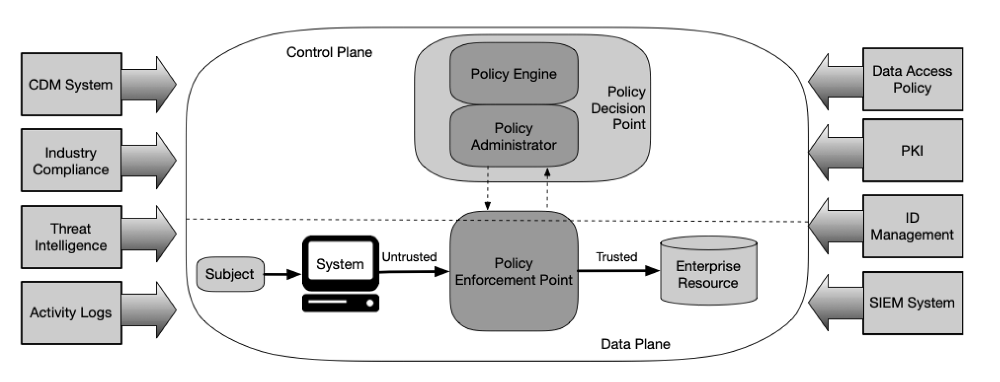 Control Plane
Policy Engine
Policy
Administrator
Policy
Decision
Point
CDM System
Industry
Compliance
Threat
Intelligence
Activity Logs
Subject
System
Untrusted
Policy
Enforcement Point
Trusted
Enterprise
Resource
Data Plane
Data Access
Policy
PKI
ID
Management
SIEM System